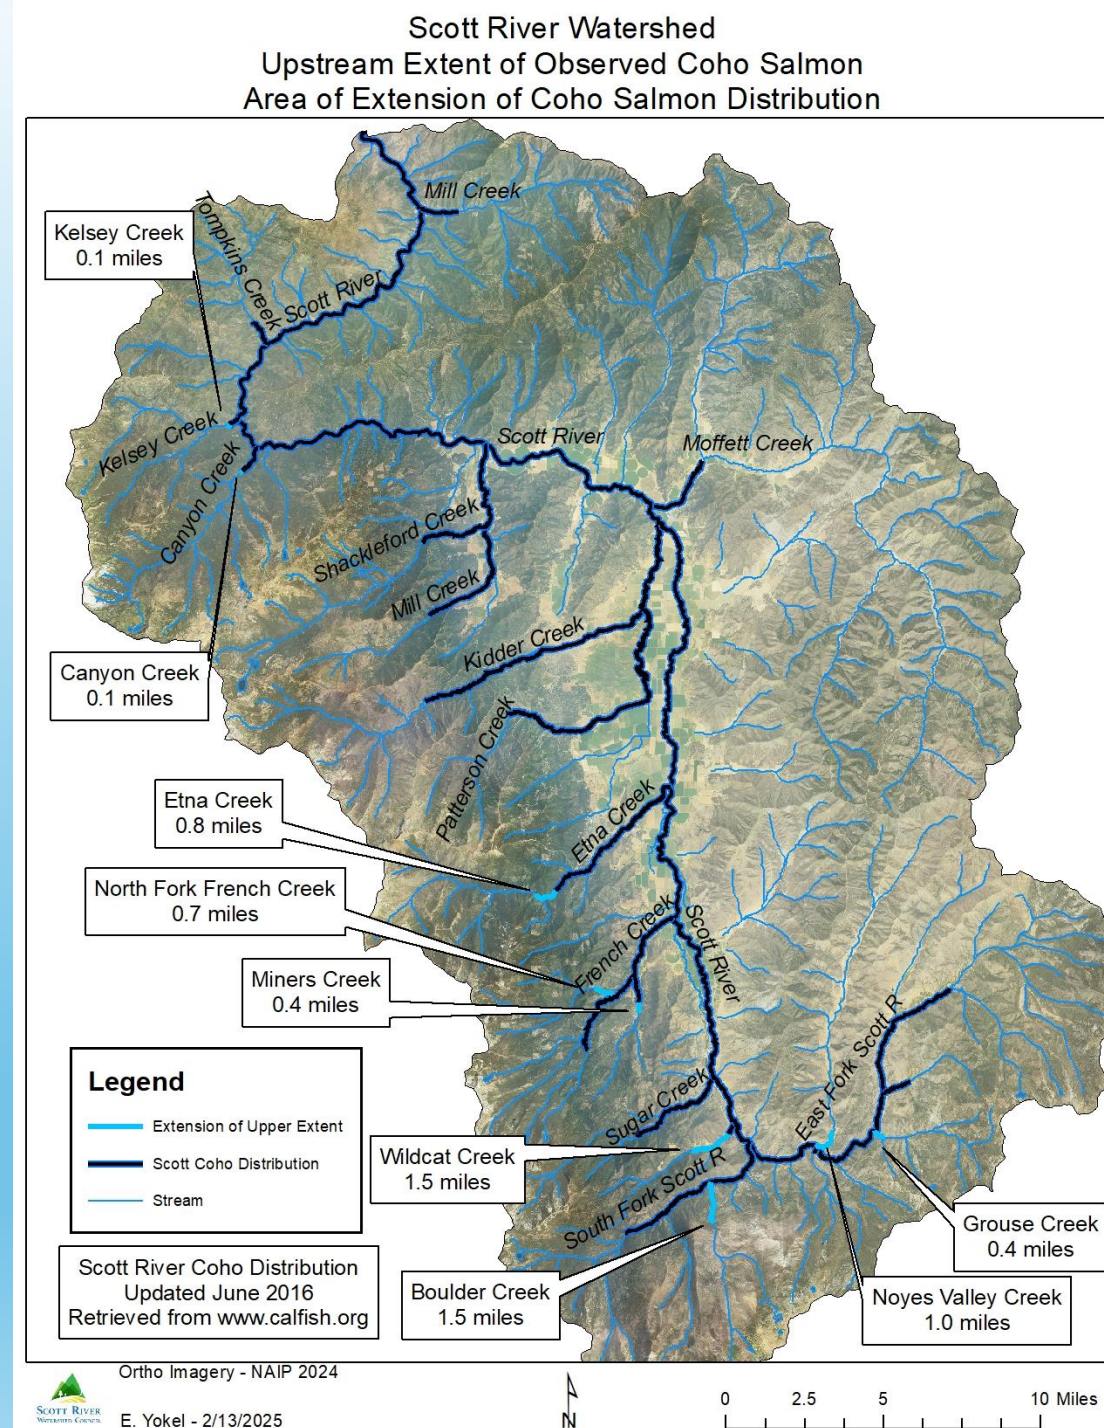 Scott River Watershed
Upstream Extent of Observed Coho Salmon
Area of Extension of Coho Salmon Distribution
Mill Creek
Tompkins Creek
Kelsey Creek
0.1 miles
Scott River
Kelsey Creek
Canyon Creek
Scott River
Moffett Creek
Shackleford Creek
Mill Creek
Kidder Creek
Canyon Creek
0.1 miles
Patterson Creek
Etna Creek
0.8 miles
Etna Creek
North Fork French Creek
0.7 miles
French Creek
Scott River
Miners Creek
0.4 miles
East Fork Scott R
Legend
Extension of Upper Extent
Scott Coho Distribution
Stream
Sugar Creek
Wildcat Creek
1.5 miles
South Fork Scott R
Grouse Creek
0.4 miles
Boulder Creek
1.5 miles
Noyes Valley Creek
1.0 miles
Scott River Coho Distribution
Updated June 2016
Retrieved from www.calfish.org
Ortho Imagery - NAIP 2024
E. Yokel - 2/13/2025
SCOTT RIVER
WATERSHED COUNCIL
N
0 2.5 5 10 Miles